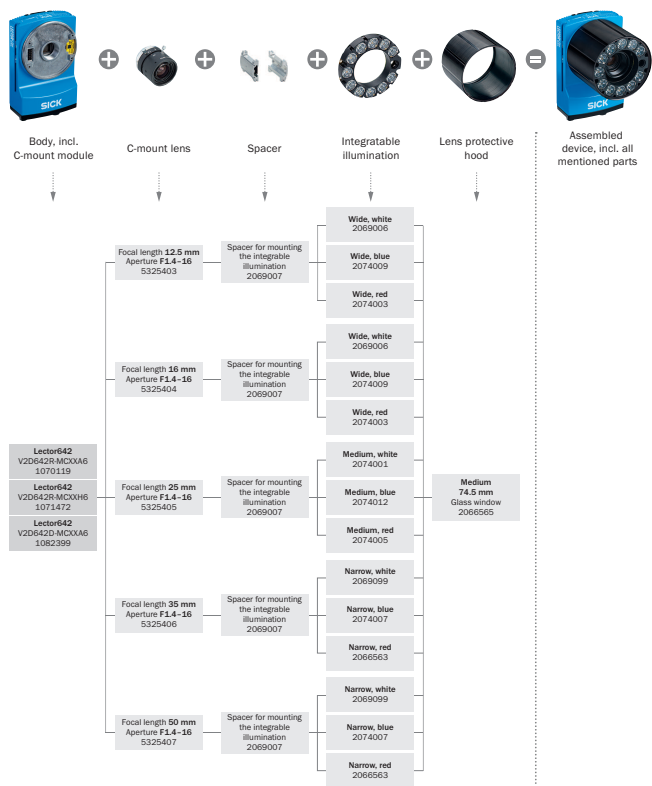 SICK
SICK
Body, incl.
C-mount module
C-mount lens
Spacer
Integratable
illumination
Lens protective
hood
Assembled
device, incl. all
mentioned parts
Lector642
V2D642R-MCXXA6
1070119
Lector642
V2D642R-MCXXH6
1071472
Lector642
V2D642D-MCXXA6
1082399
Focal length 12.5 mm
Aperture F1.4–16
5325403
Spacer for mounting
the integrable
illumination
2069007
Wide, white
2069006
Wide, blue
2074009
Wide, red
2074003
Focal length 16 mm
Aperture F1.4–16
5325404
Spacer for mounting
the integrable
illumination
2069007
Wide, white
2069006
Wide, blue
2074009
Wide, red
2074003
Focal length 25 mm
Aperture F1.4–16
5325405
Spacer for mounting
the integrable
illumination
2069007
Medium, white
2074001
Medium, blue
2074012
Medium, red
2074005
Focal length 35 mm
Aperture F1.4–16
5325406
Spacer for mounting
the integrable
illumination
2069007
Narrow, white
2069099
Narrow, blue
2074007
Narrow, red
2066563
Focal length 50 mm
Aperture F1.4–16
5325407
Spacer for mounting
the integrable
illumination
2069007
Narrow, white
2069099
Narrow, blue
2074007
Narrow, red
2066563
Medium
74.5 mm
Glass window
2066565